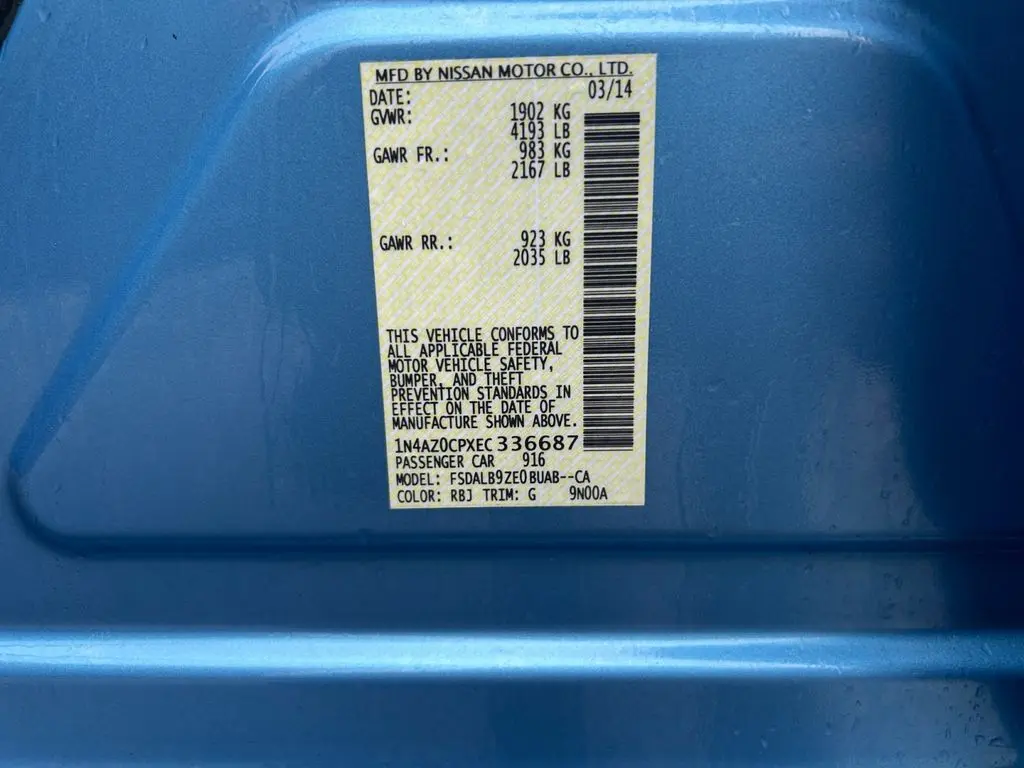 MFD BY NISSAN MOTOR CO., LTD.
DATE: 03/14
GVWR: 1902 KG
4193 LB
GAWR FR.: 983 KG
2167 LB
GAWR RR.: 923 KG
2035 LB
THIS VEHICLE CONFORMS TO
ALL APPLICABLE FEDERAL
MOTOR VEHICLE SAFETY,
BUMPER, AND THEFT
PREVENTION STANDARDS IN
EFFECT ON THE DATE OF
MANUFACTURE SHOWN ABOVE.
1N4AZ0CPXEC336687
PASSENGER CAR 916
MODEL: FSDALB9ZE0BUAB--CA
COLOR: RBJ TRIM: G 9N00A